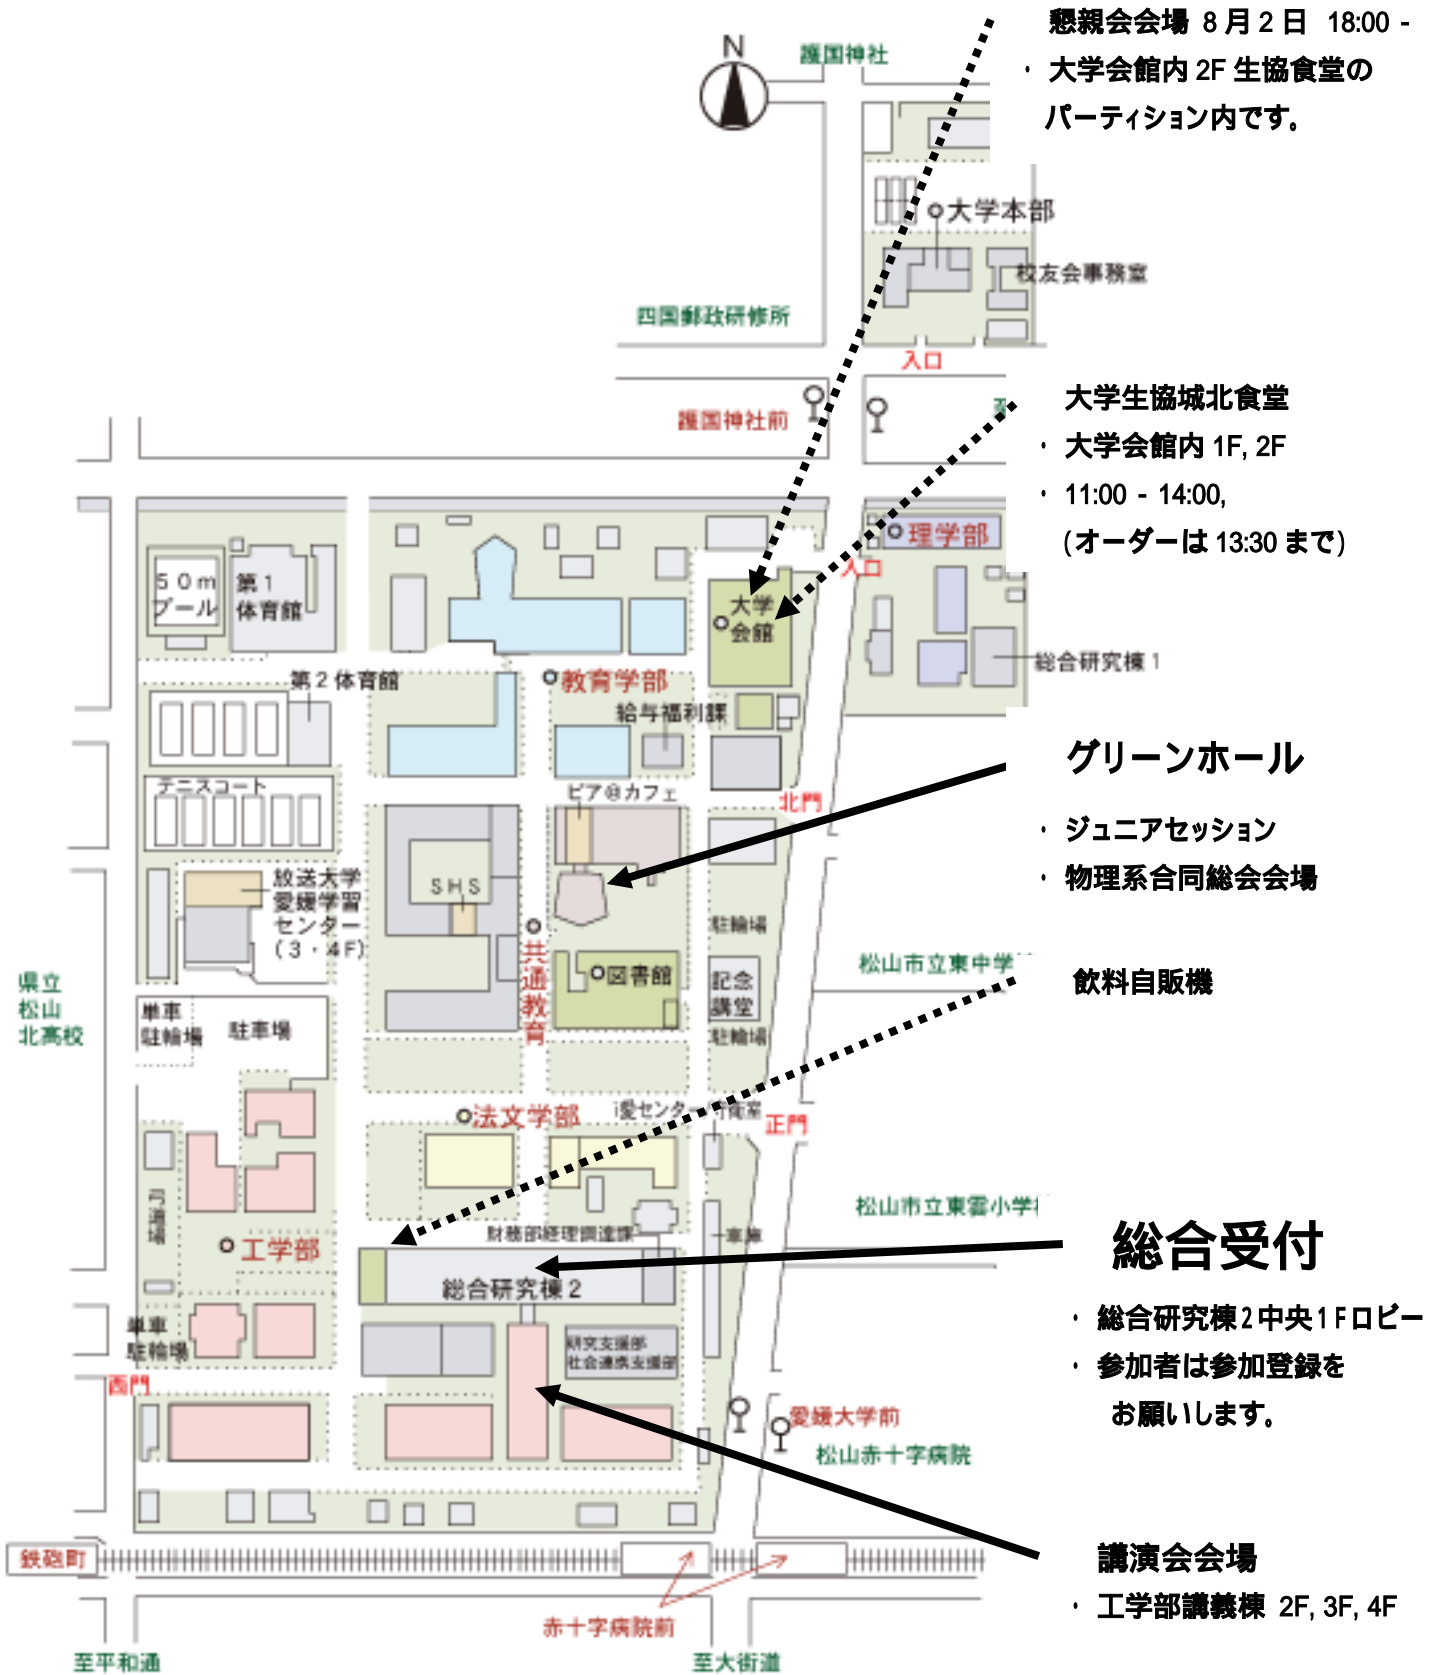 懇親会会場 8月2日 18:00 -
・ 大学会館内 2F 生協食堂の
パーティション内です。
N
護国神社
大学本部
校友会事務室
四国郵政研修所
入口
護国神社前
大学生協城北食堂
・ 大学会館内 1F, 2F
・ 11:00 - 14:00,
(オーダーは 13:30 まで)
理学部
入口
50m
プール
第1
体育館
大学
会館
総合研究棟1
第2体育館
教育学部
給与福利課
グリーンホール
・ ジュニアセッション
・ 物理系合同総会会場
テニスコート
ピア@カフェ
北門
放送大学
愛媛学習
センター
(3・4F)
SHS
共通教育
図書館
駐輪場
記念
講堂
駐輪場
松山市立東中学
飲料自販機
県立
松山
北高校
単車
駐輪場
駐車場
法文学部
正門
弓道場
工学部
松山市立東雲小学
財務部経理調達課
車庫
総合研究棟2
総合受付
・ 総合研究棟2中央1Fロビー
・ 参加者は参加登録を
お願いします。
単車
駐輪場
研究支援部
社会連携支援部
西門
愛媛大学前
松山赤十字病院
講演会会場
・ 工学部講義棟 2F, 3F, 4F
鉄砲町
赤十字病院前
至平和通
至大街道